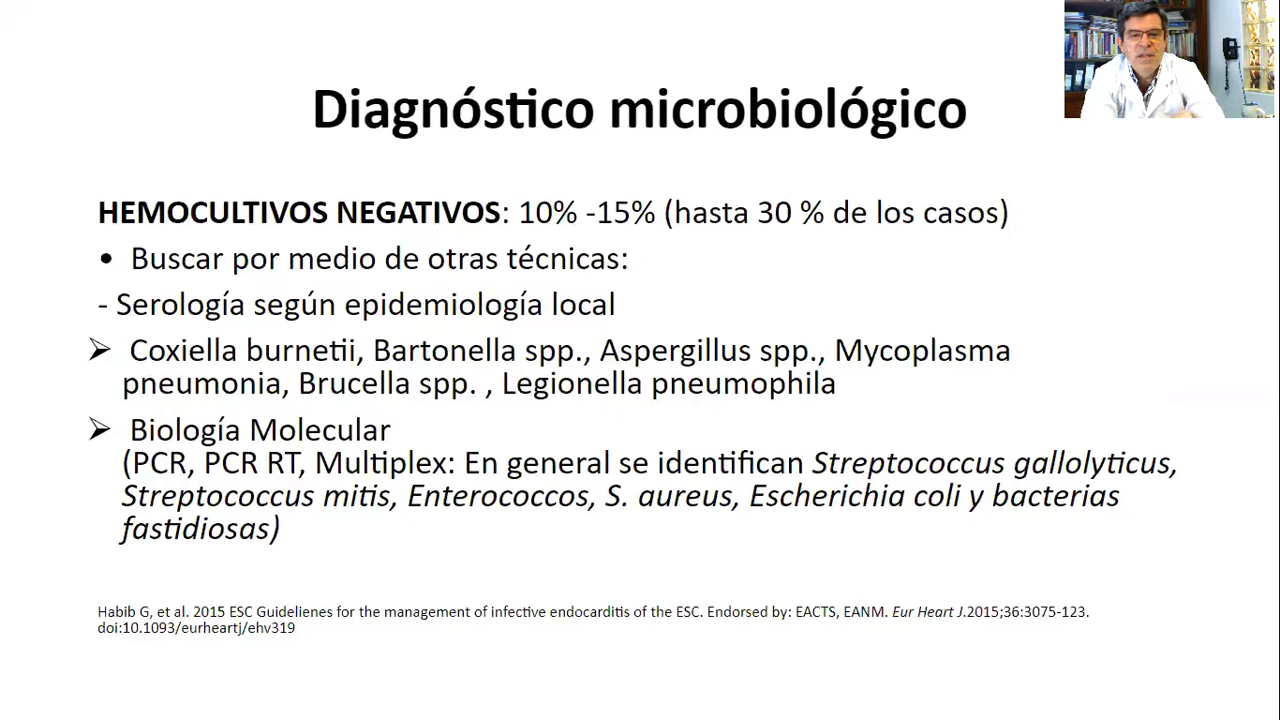 Diagnóstico microbiológico
HEMOCULTIVOS NEGATIVOS: 10% -15% (hasta 30 % de los casos)
• Buscar por medio de otras técnicas:
- Serología según epidemiología local
➢ Coxiella burnetii, Bartonella spp., Aspergillus spp., Mycoplasma
pneumonia, Brucella spp. , Legionella pneumophila
➢ Biología Molecular
(PCR, PCR RT, Multiplex: En general se identifican Streptococcus gallolyticus,
Streptococcus mitis, Enterococcos, S. aureus, Escherichia coli y bacterias
fastidiosas)
Habib G, et al. 2015 ESC Guidelienes for the management of infective endocarditis of the ESC. Endorsed by: EACTS, EANM. Eur Heart J.2015;36:3075-123.
doi:10.1093/eurheartj/ehv319